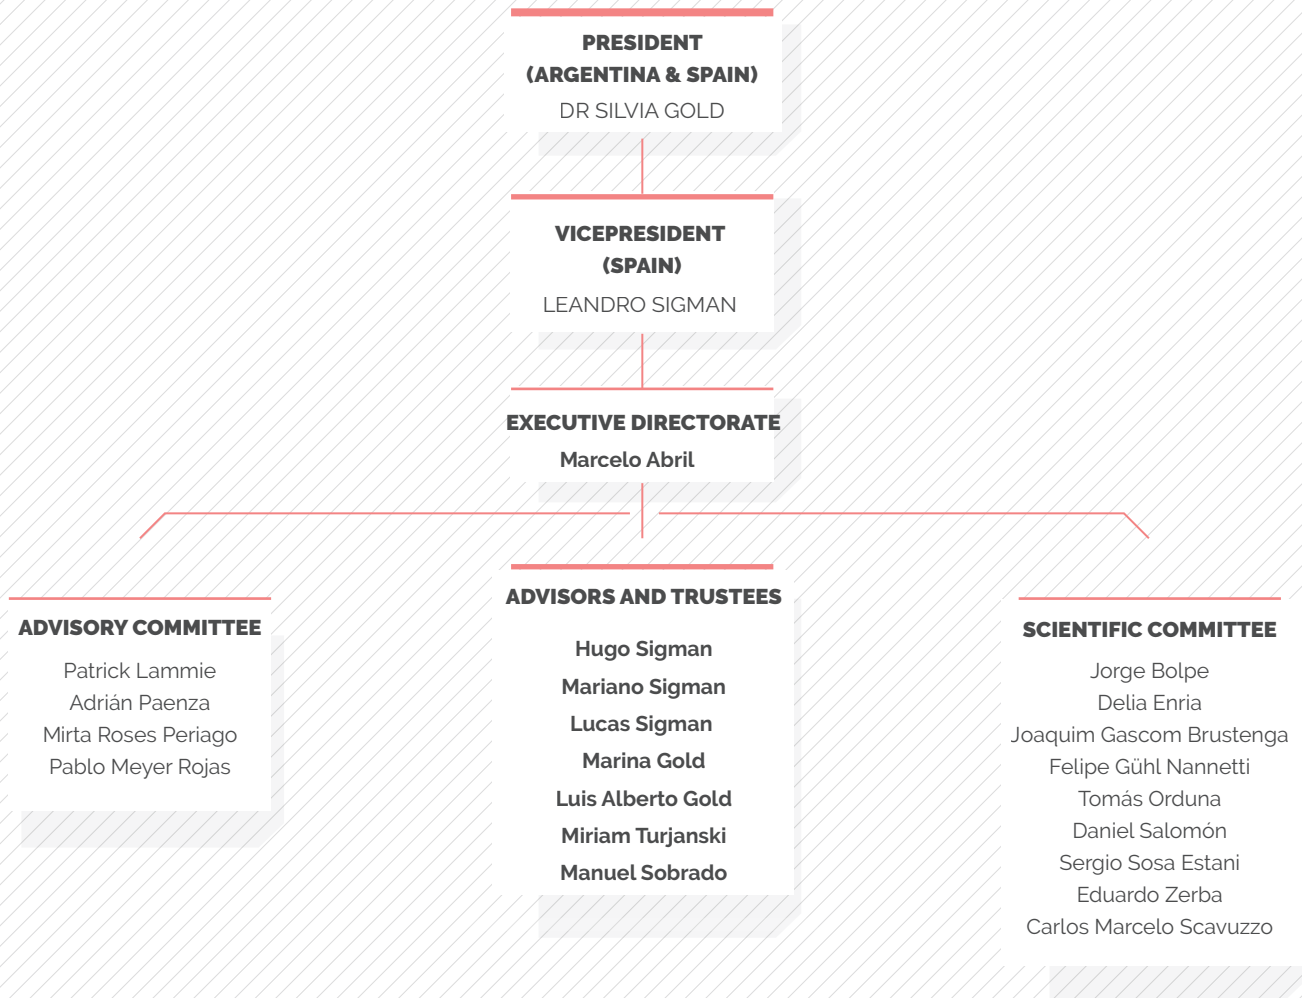 PRESIDENT
(ARGENTINA & SPAIN)
DR SILVIA GOLD
VICEPRESIDENT
(SPAIN)
LEANDRO SIGMAN
EXECUTIVE DIRECTORATE
Marcelo Abril
ADVISORY COMMITTEE
Patrick Lammie
Adrián Paenza
Mirta Roses Periago
Pablo Meyer Rojas
ADVISORS AND TRUSTEES
Hugo Sigman
Mariano Sigman
Lucas Sigman
Marina Gold
Luis Alberto Gold
Miriam Turjanski
Manuel Sobrado
SCIENTIFIC COMMITTEE
Jorge Bolpe
Delia Enria
Joaquim Gascom Brustenga
Felipe Gühl Nannetti
Tomás Orduna
Daniel Salomón
Sergio Sosa Estani
Eduardo Zerba
Carlos Marcelo Scavuzzo